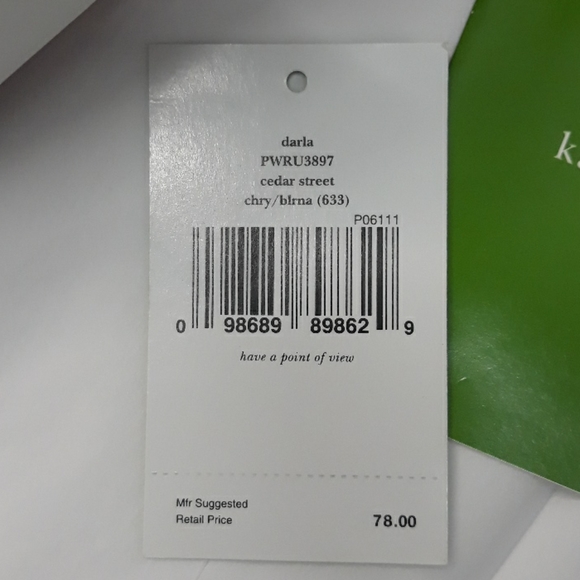 darla
PWRU3897
cedar street
chry/blrna (633)
P06111
0 98689 89862 9
have a point of view
Mfr Suggested
Retail Price 78.00
k